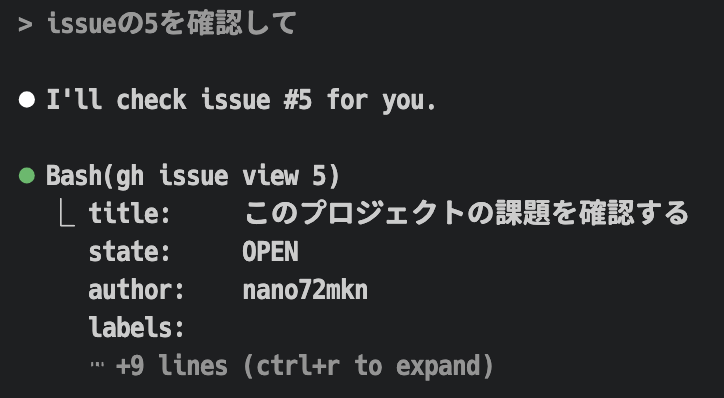 > issueの5を確認して
● I'll check issue #5 for you.
● Bash(gh issue view 5)
⎿ title: このプロジェクトの課題を確認する
state: OPEN
author: nano72mkn
labels:
… +9 lines (ctrl+r to expand)